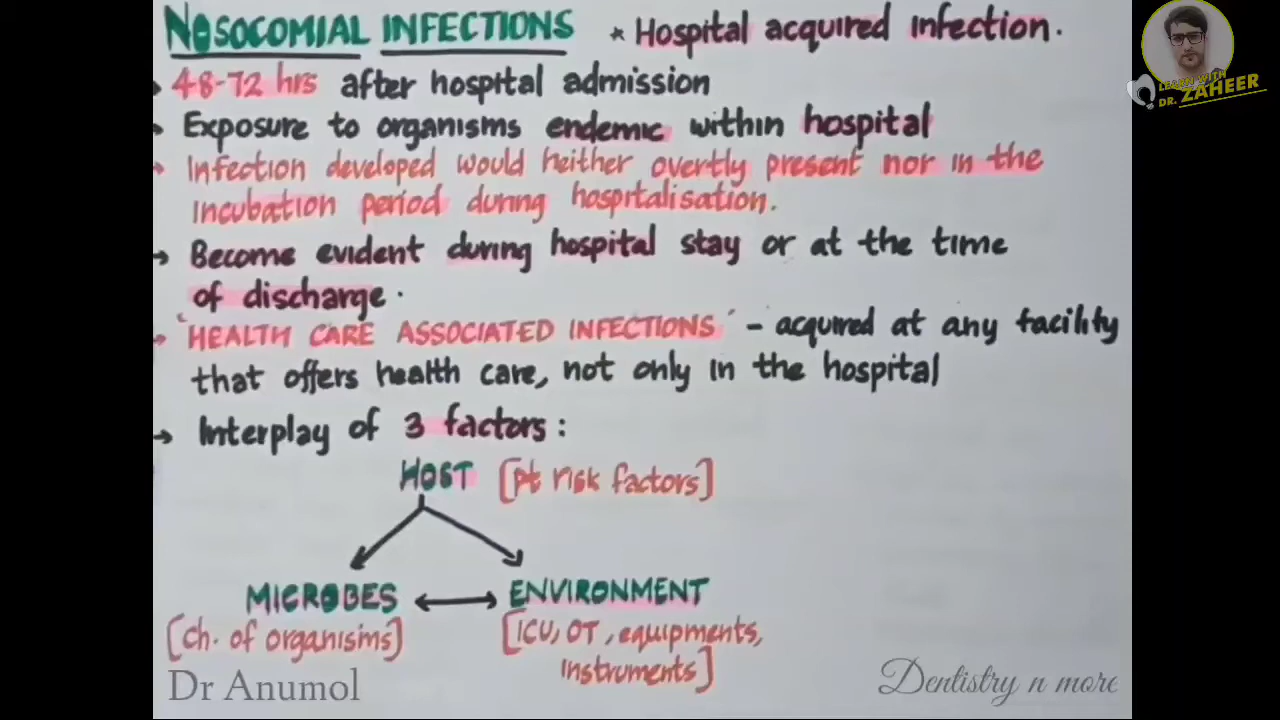 NOSOCOMIAL INFECTIONS * Hospital acquired infection.
48-72 hrs after hospital admission
Exposure to organisms endemic within hospital
Infection developed would neither overtly present nor in the
incubation period during hospitalisation.
→ Become evident during hospital stay or at the time
of discharge.
→ "HEALTH CARE ASSOCIATED INFECTIONS" - acquired at any facility
that offers health care, not only in the hospital
→ Interplay of 3 factors:
HOST [pt risk factors]
MICROBES ENVIRONMENT
[ch. of organisims] [ICU, OT, equipments,
instruments]
Dr Anumol
Dentistry n more
LEARN WITH
DR. ZAHEER